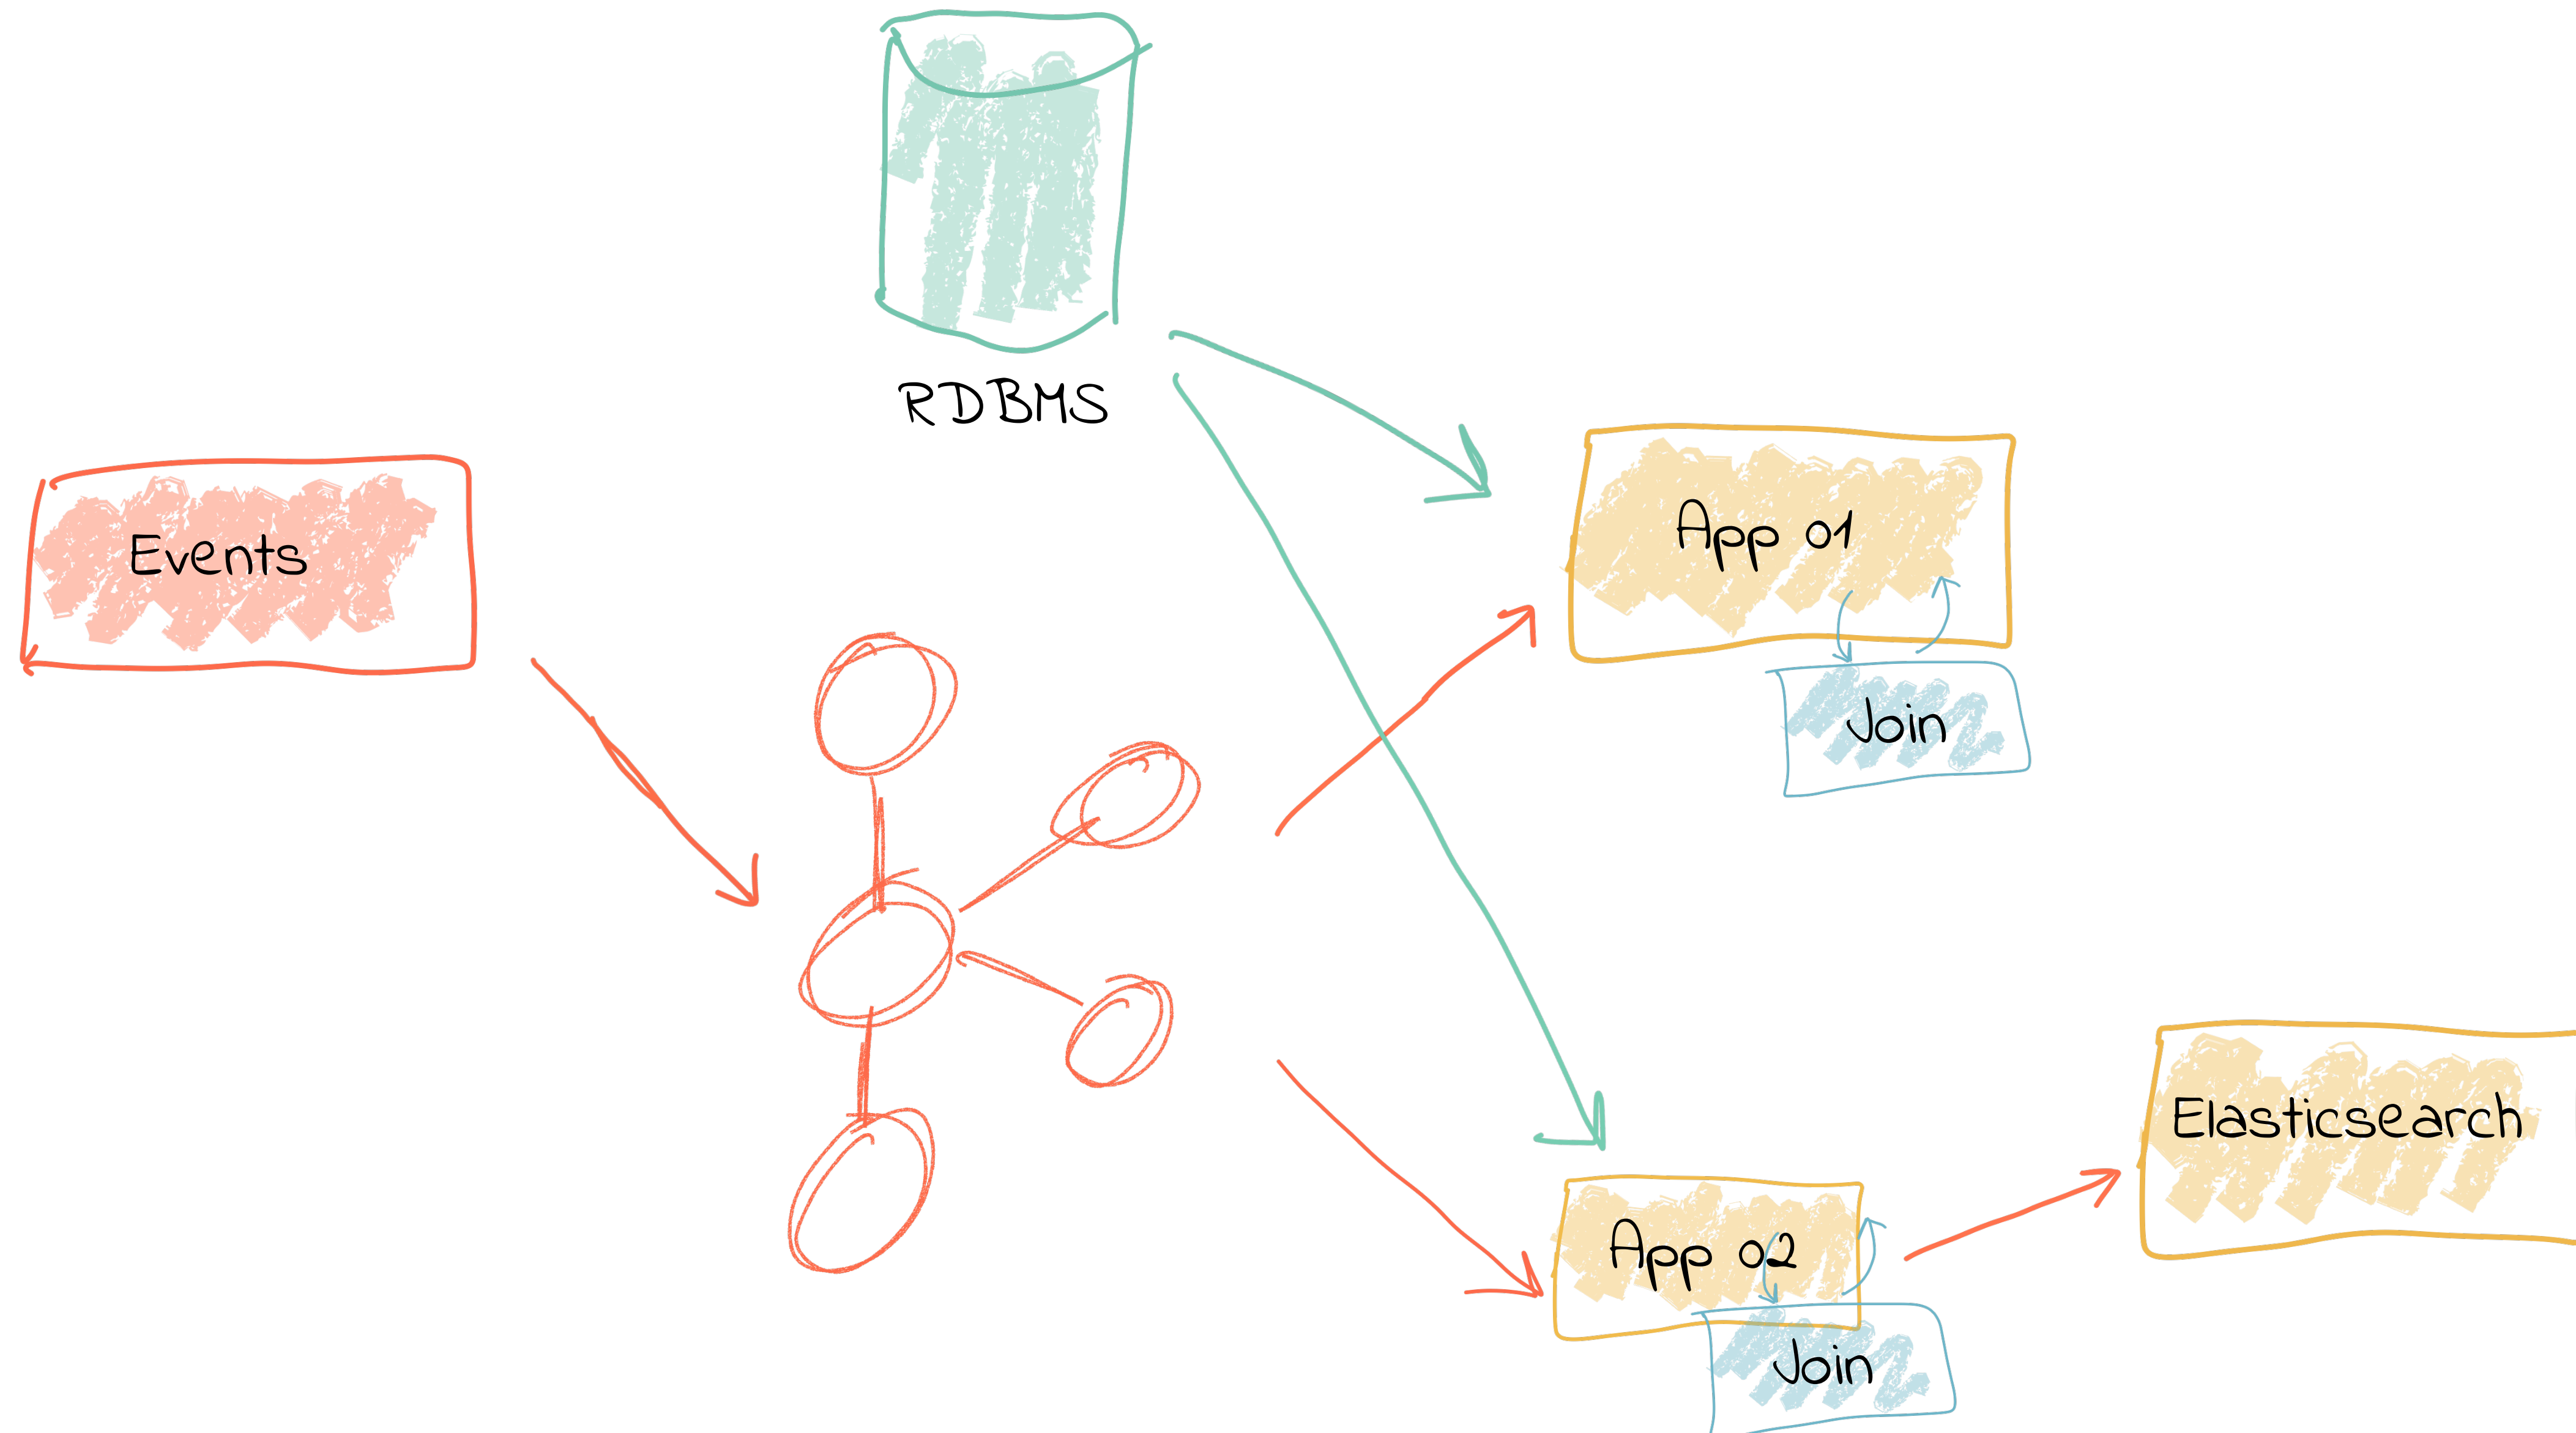 RDBMS
Events
App 01
Join
Elasticsearch
App 02
Join